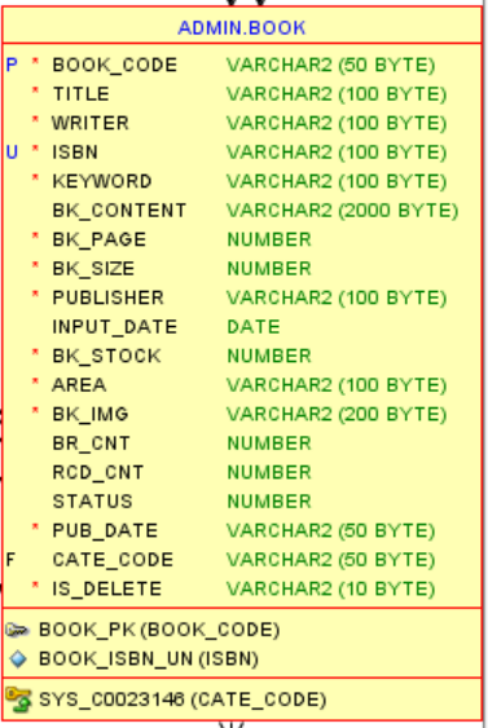 ADMIN.BOOK
P * BOOK_CODE VARCHAR2 (50 BYTE)
* TITLE VARCHAR2 (100 BYTE)
* WRITER VARCHAR2 (100 BYTE)
U * ISBN VARCHAR2 (100 BYTE)
* KEYWORD VARCHAR2 (100 BYTE)
BK_CONTENT VARCHAR2 (2000 BYTE)
* BK_PAGE NUMBER
* BK_SIZE NUMBER
* PUBLISHER VARCHAR2 (100 BYTE)
INPUT_DATE DATE
* BK_STOCK NUMBER
* AREA VARCHAR2 (100 BYTE)
* BK_IMG VARCHAR2 (200 BYTE)
BR_CNT NUMBER
RCD_CNT NUMBER
STATUS NUMBER
* PUB_DATE VARCHAR2 (50 BYTE)
F CATE_CODE VARCHAR2 (50 BYTE)
* IS_DELETE VARCHAR2 (10 BYTE)
BOOK_PK (BOOK_CODE)
BOOK_ISBN_UN (ISBN)
SYS_C0023146 (CATE_CODE)